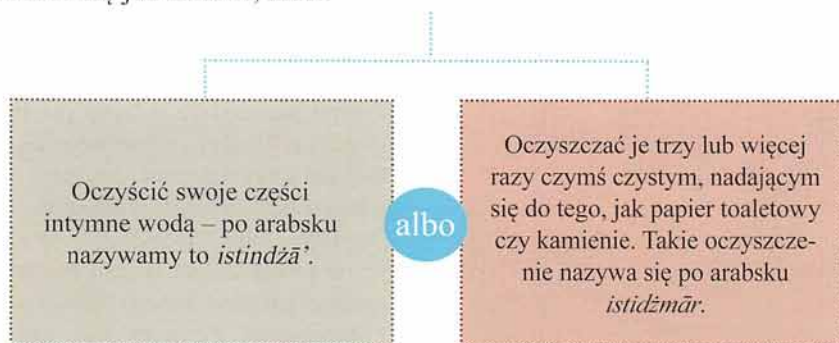 Oczyścić swoje części
intymne wodą – po arabsku
nazywamy to istindżā’.
albo
Oczyszczać je trzy lub więcej
razy czymś czystym, nadającym
się do tego, jak papier toaletowy
czy kamienie. Takie oczyszcze-
nie nazywa się po arabsku
istidżmār.